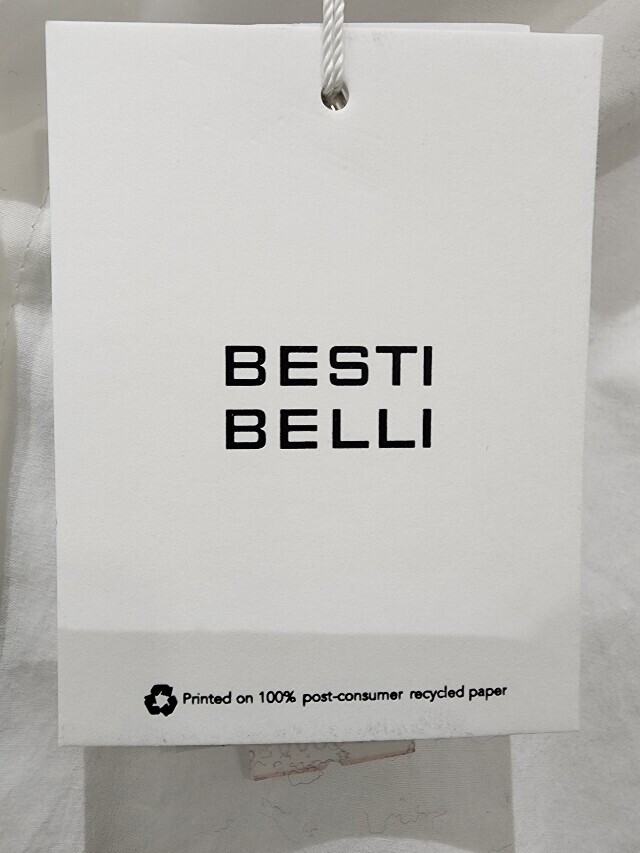 BESTI
BELLI
Printed on 100% post-consumer recycled paper